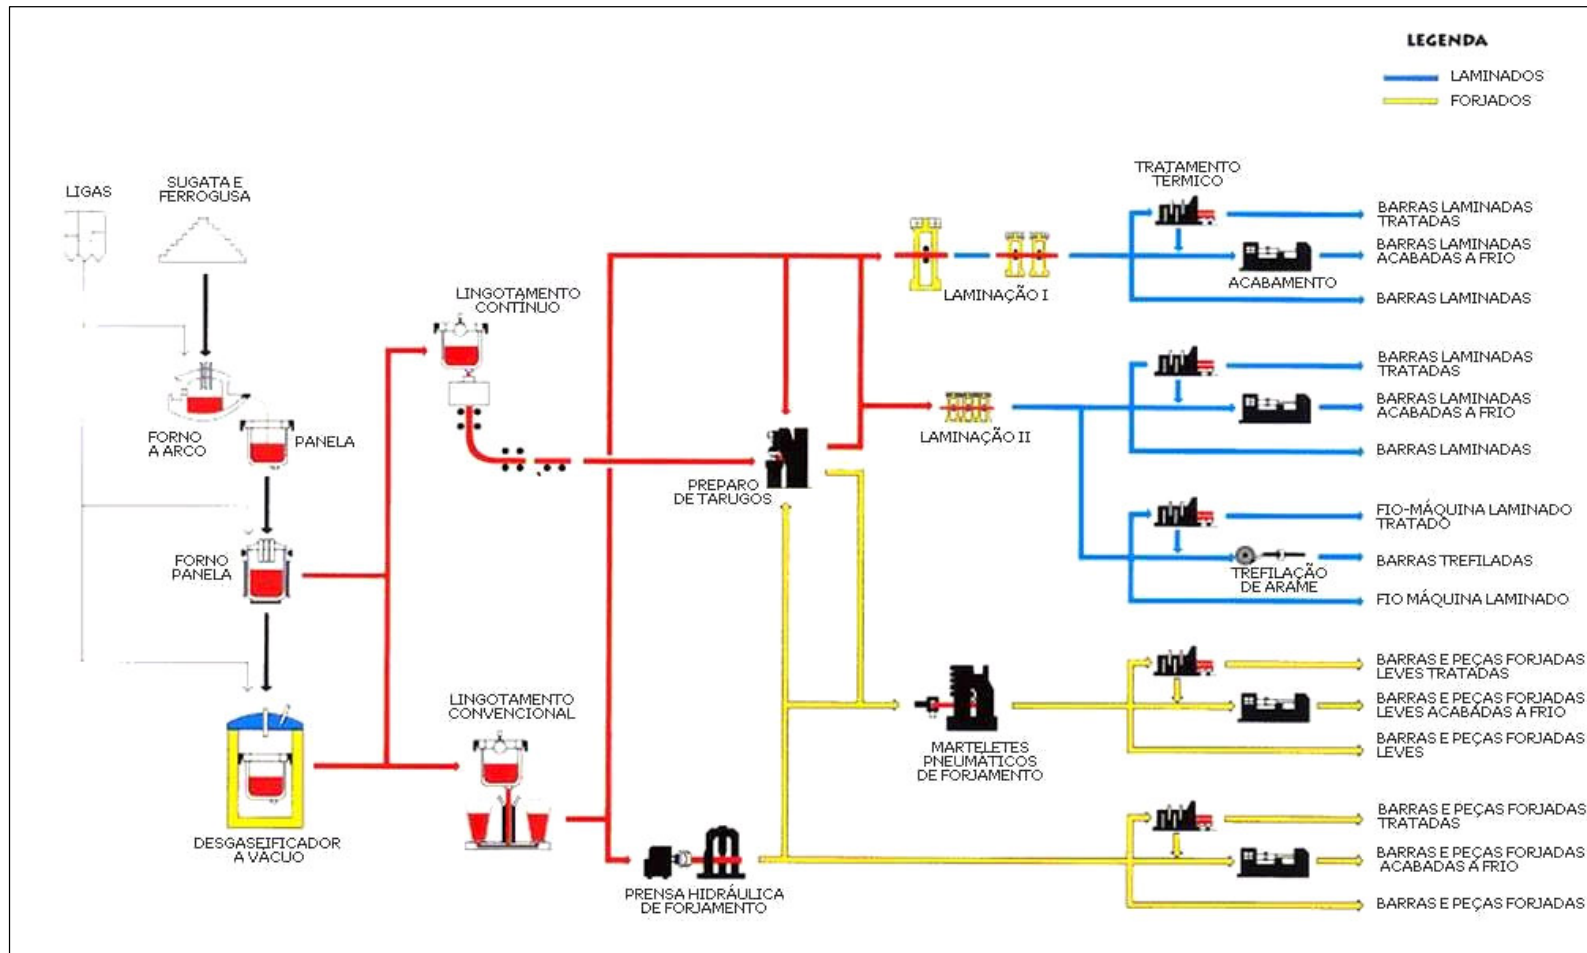 LEGENDA
LAMINADOS
FORJADOS
LIGAS
SUGATA E
FERROGUSA
FORNO
A ARCO
PANELA
FORNO
PANELA
DESGASEIFICADOR
A VÁCUO
LINGOTAMENTO
CONTÍNUO
LINGOTAMENTO
CONVENCIONAL
PREPARO
DE TARUGOS
PRENSA HIDRÁULICA
DE FORJAMENTO
LAMINAÇÃO I
LAMINAÇÃO II
MARTELETES
PNEUMÁTICOS
DE FORJAMENTO
TRATAMENTO
TÉRMICO
ACABAMENTO
TREFILAÇÃO
DE ARAME
BARRAS LAMINADAS
TRATADAS
BARRAS LAMINADAS
ACABADAS A FRIO
BARRAS LAMINADAS
BARRAS LAMINADAS
TRATADAS
BARRAS LAMINADAS
ACABADAS A FRIO
BARRAS LAMINADAS
FIO-MÁQUINA LAMINADO
TRATADO
BARRAS TREFILADAS
FIO MÁQUINA LAMINADO
BARRAS E PEÇAS FORJADAS
LEVES TRATADAS
BARRAS E PEÇAS FORJADAS
LEVES ACABADAS A FRIO
BARRAS E PEÇAS FORJADAS
LEVES
BARRAS E PEÇAS FORJADAS
TRATADAS
BARRAS E PEÇAS FORJADAS
ACABADAS A FRIO
BARRAS E PEÇAS FORJADAS